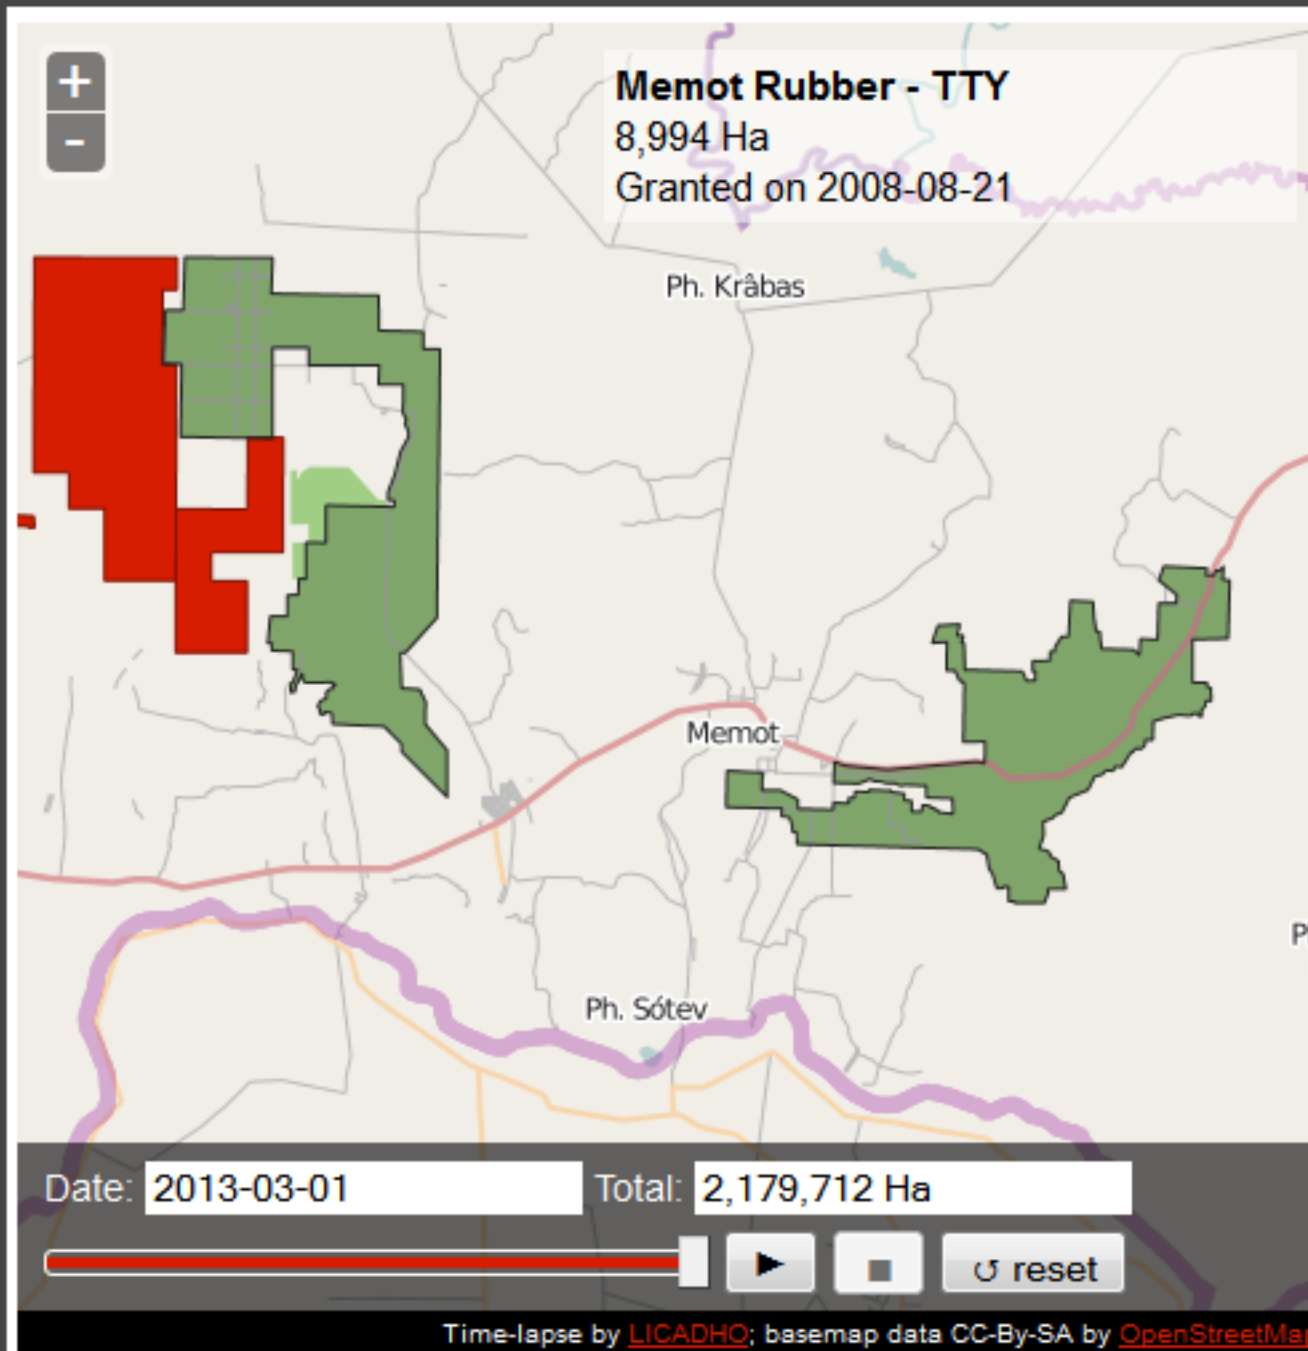 +
-
Memot Rubber - TTY
8,994 Ha
Granted on 2008-08-21
Ph. Krâbas
Memot
Ph. Sótev
Date: 2013-03-01 Total: 2,179,712 Ha
↺ reset
Time-lapse by LICADHO; basemap data CC-By-SA by OpenStreetMap